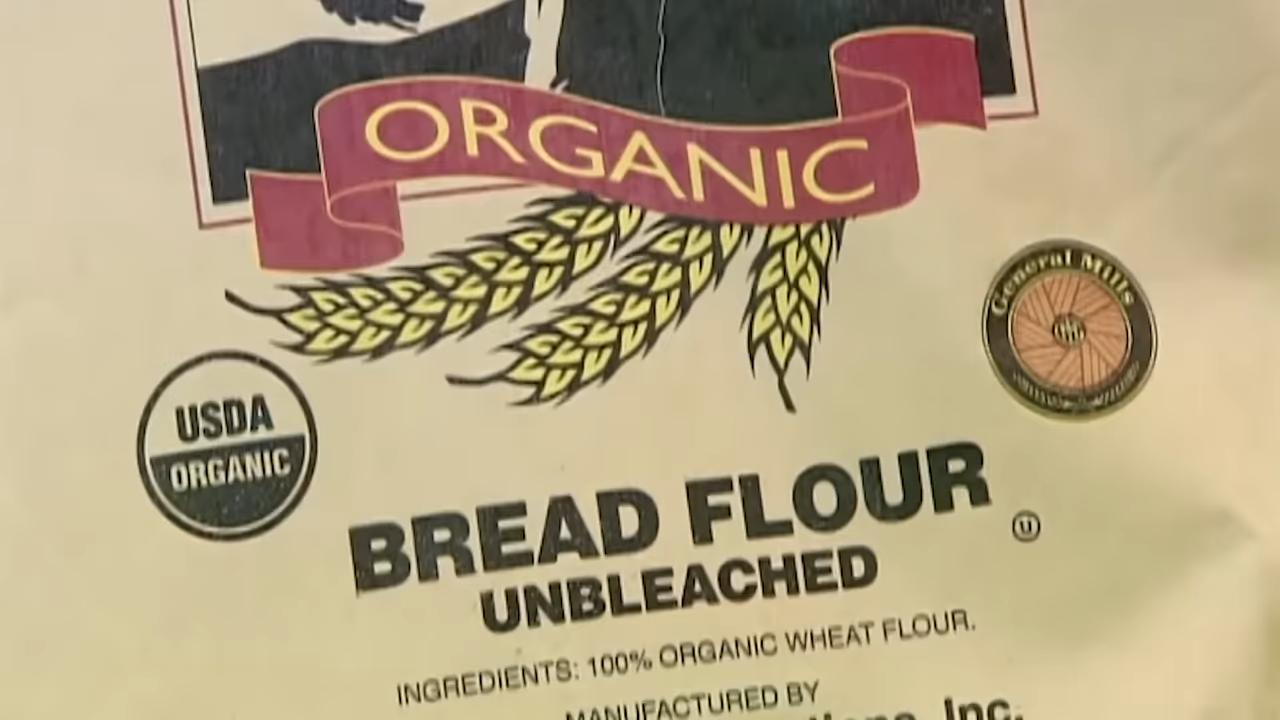 ORGANIC
General Mills
USDA
ORGANIC
BREAD FLOUR
U
UNBLEACHED
INGREDIENTS: 100% ORGANIC WHEAT FLOUR.
MANUFACTURED BY
Inc.